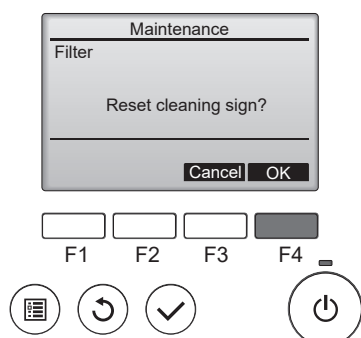 Maintenance
Filter
Reset cleaning sign?
Cancel OK
F1 F2 F3 F4